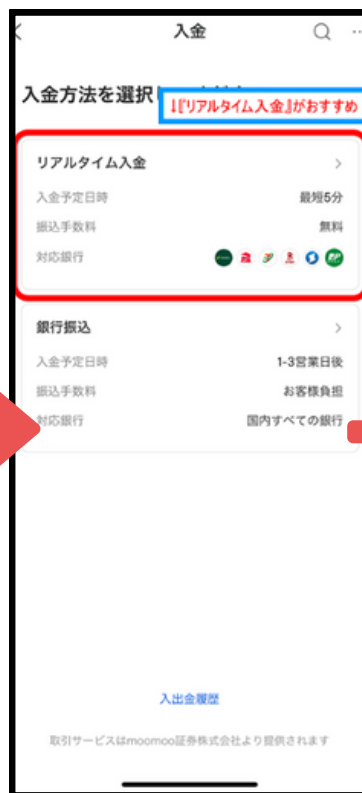 入金
入金方法を選択
↓『リアルタイム入金』がおすすめ
リアルタイム入金
入金予定日時 最短5分
振込手数料 無料
対応銀行
銀行振込
入金予定日時 1-3営業日後
振込手数料 お客様負担
対応銀行 国内すべての銀行
入出金履歴
取引サービスはmoomoo証券株式会社より提供されます